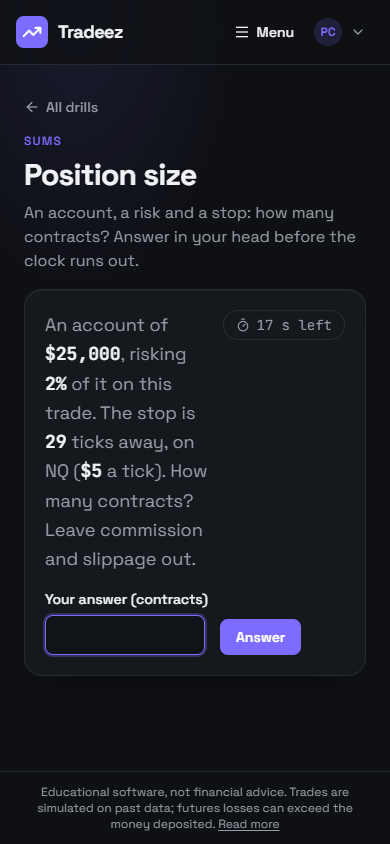 Tradeez
Menu
PC
All drills
SUMS
Position size
An account, a risk and a stop: how many
contracts? Answer in your head before the
clock runs out.
An account of
$25,000, risking
2% of it on this
trade. The stop is
29 ticks away, on
NQ ($5 a tick). How
many contracts?
Leave commission
and slippage out.
17 s left
Your answer (contracts)
Answer
Educational software, not financial advice. Trades are
simulated on past data; futures losses can exceed the
money deposited. Read more